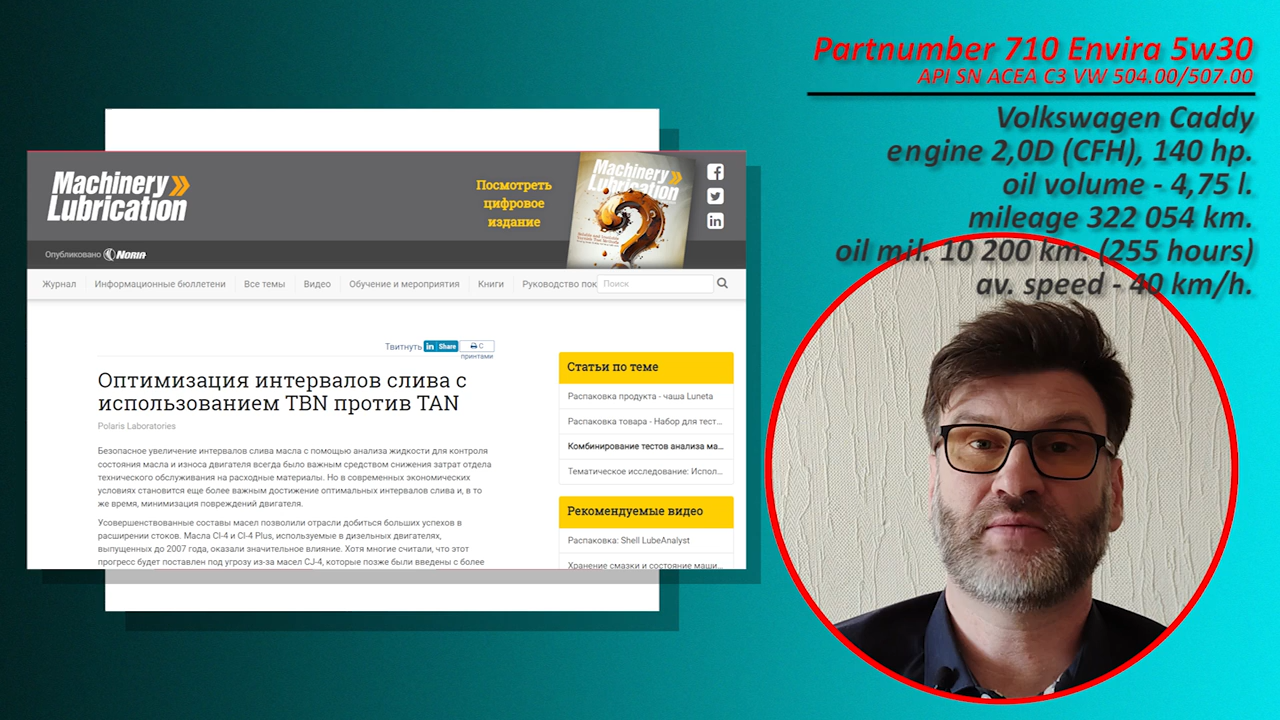 Partnumber 710 Envira 5w30
API SN ACEA C3 VW 504.00/507.00
Volkswagen Caddy
engine 2,0D (CFH), 140 hp.
oil volume - 4,75 l.
mileage 322 054 km.
oil mil. 10 200 km. (255 hours)
av. speed - 40 km/h.
Machinery
Lubrication
Посмотреть
цифровое
издание
Machinery
Lubrication
Опубликовано NORIA
Журнал Информационные бюллетени Все темы Видео Обучение и мероприятия Книги Руководство пок Поиск
Твитнуть in Share С
принтами
Оптимизация интервалов слива с
использованием TBN против TAN
Polaris Laboratories
Безопасное увеличение интервалов слива масла с помощью анализа жидкости для контроля
состояния масла и износа двигателя всегда было важным средством снижения затрат отдела
технического обслуживания на расходные материалы. Но в современных экономических
условиях становится еще более важным достижение оптимальных интервалов слива и, в то
же время, минимизация повреждений двигателя.
Усовершенствованные составы масел позволили отрасли добиться больших успехов в
расширении стоков. Масла CI-4 и CI-4 Plus, используемые в дизельных двигателях,
выпущенных до 2007 года, оказали значительное влияние. Хотя многие считали, что этот
прогресс будет поставлен под угрозу из-за масел CJ-4, которые позже были введены с более
Статьи по теме
Распаковка продукта - чаша Luneta
Распаковка товара - Набор для тест...
Комбинирование тестов анализа ма...
Тематическое исследование: Испол...
Рекомендуемые видео
Распаковка: Shell LubeAnalyst
Хранение смазки и состояние маши...